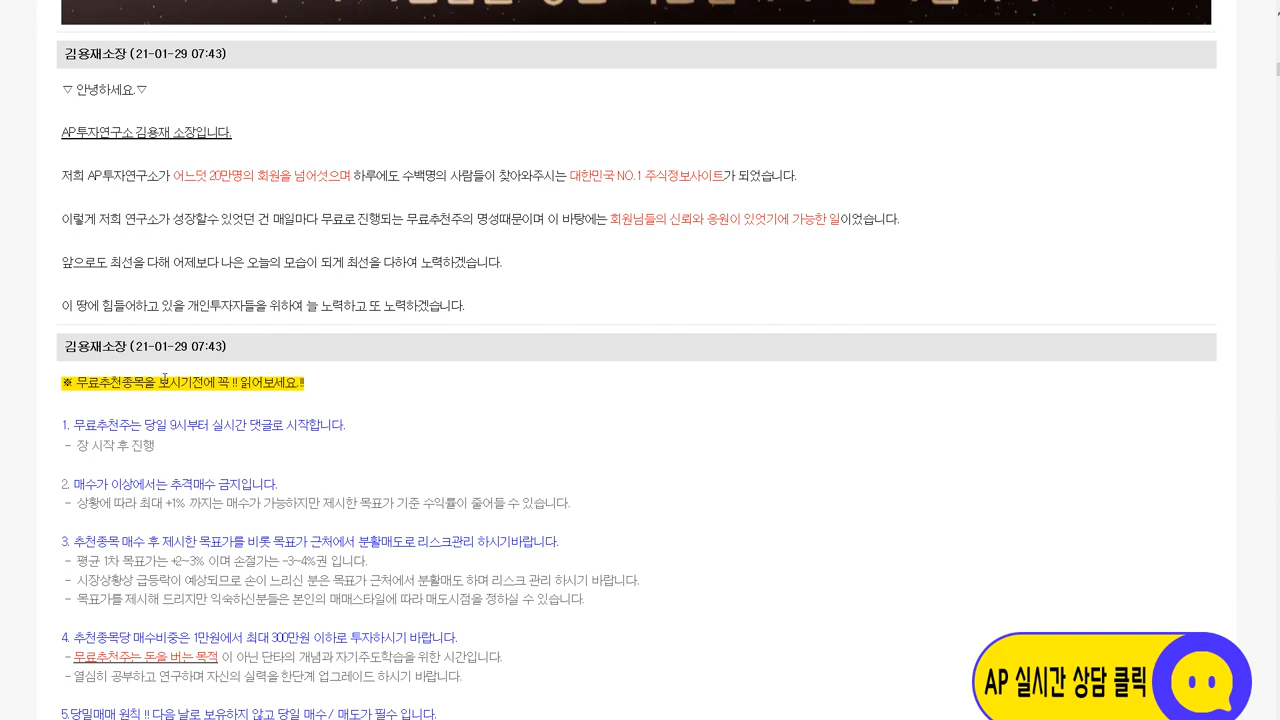 김용재소장 (21-01-29 07:43)
▽ 안녕하세요.▽
AP투자연구소 김용재 소장입니다.
저희 AP투자연구소가 어느덧 20만명의 회원을 넘어섯으며 하루에도 수백명의 사람들이 찾아와주시는 대한민국 NO.1 주식정보사이트가 되었습니다.
이렇게 저희 연구소가 성장할수 있엇던 건 매일마다 무료로 진행되는 무료추천주의 명성때문이며 이 바탕에는 회원님들의 신뢰와 응원이 있엇기에 가능한 일이었습니다.
앞으로도 최선을 다해 어제보다 나은 오늘의 모습이 되게 최선을 다하여 노력하겠습니다.
이 땅에 힘들어하고 있을 개인투자자들을 위하여 늘 노력하고 또 노력하겠습니다.
김용재소장 (21-01-29 07:43)
※ 무료추천종목을 보시기전에 꼭 !! 읽어보세요.!!
1. 무료추천주는 당일 9시부터 실시간 댓글로 시작합니다.
- 장 시작 후 진행
2. 매수가 이상에서는 추격매수 금지입니다.
- 상황에 따라 최대 +1% 까지는 매수가 가능하지만 제시한 목표가 기준 수익률이 줄어들 수 있습니다.
3. 추천종목 매수 후 제시한 목표가를 비롯 목표가 근처에서 분활매도로 리스크관리 하시기바랍니다.
- 평균 1차 목표가는 +2~3% 이며 손절가는 -3~4%권 입니다.
- 시장상황상 급등락이 예상되므로 손이 느리신 분은 목표가 근처에서 분활매도 하며 리스크 관리 하시기 바랍니다.
- 목표가를 제시해 드리지만 익숙하신분들은 본인의 매매스타일에 따라 매도시점을 정하실 수 있습니다.
4. 추천종목당 매수비중은 1만원에서 최대 300만원 이하로 투자하시기 바랍니다.
- 무료추천주는 돈을 버는 목적 이 아닌 단타의 개념과 자기주도학습을 위한 시간입니다.
- 열심히 공부하고 연구하며 자신의 실력을 한단계 업그레이드 하시기 바랍니다.
5.당밀매매 원칙 !! 다음 날로 보유하지 않고 당일 매수 / 매도가 필수 입니다.
AP 실시간 상담 클릭